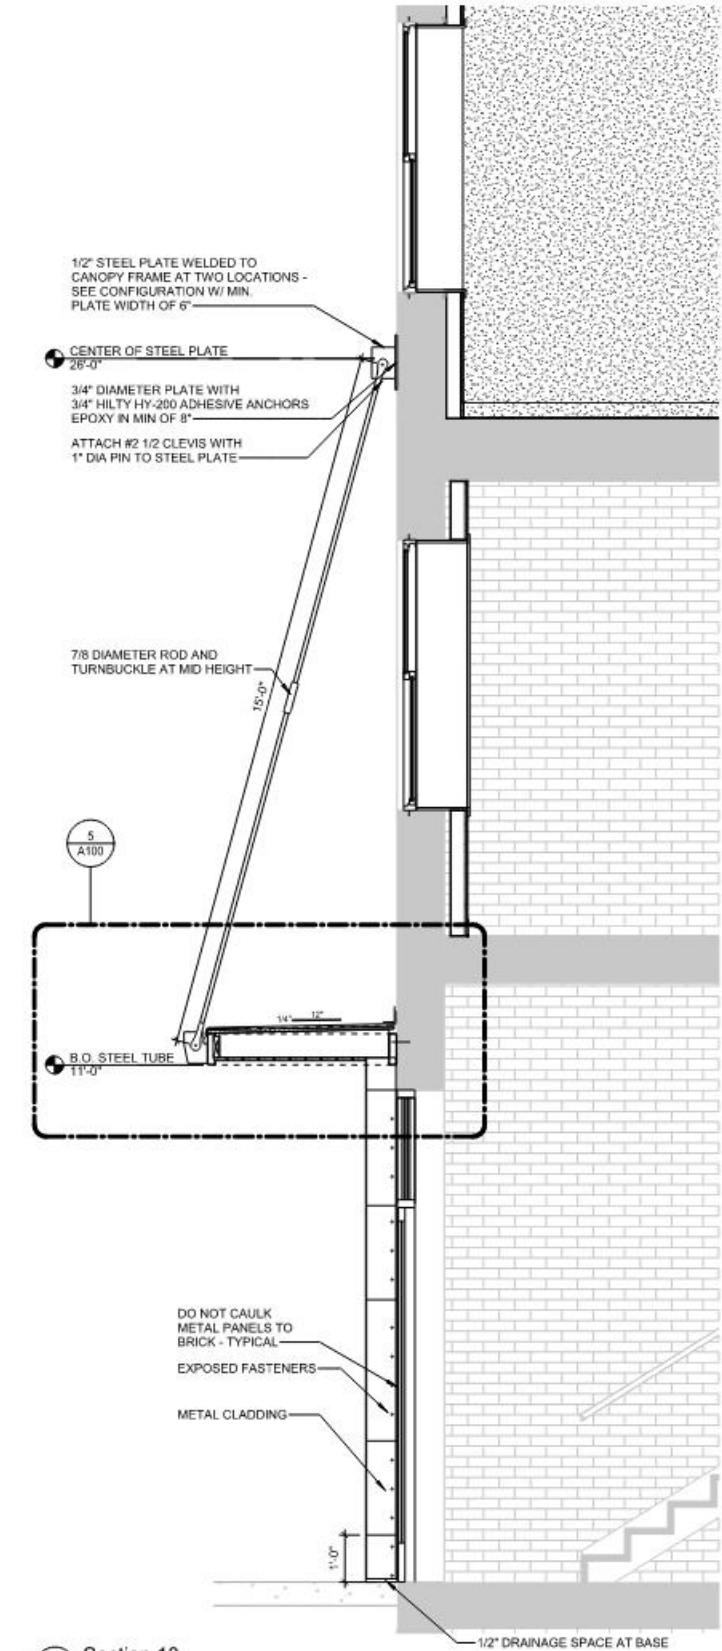 1/2" STEEL PLATE WELDED TO
CANOPY FRAME AT TWO LOCATIONS -
SEE CONFIGURATION W/ MIN.
PLATE WIDTH OF 6"
CENTER OF STEEL PLATE
26'-0"
3/4" DIAMETER PLATE WITH
3/4" HILTY HY-200 ADHESIVE ANCHORS
EPOXY IN MIN OF 8"
ATTACH #2 1/2 CLEVIS WITH
1" DIA PIN TO STEEL PLATE
7/8 DIAMETER ROD AND
TURNBUCKLE AT MID HEIGHT
15'-0"
5
A100
1/4" 12"
B.O. STEEL TUBE
11'-0"
DO NOT CAULK
METAL PANELS TO
BRICK - TYPICAL
EXPOSED FASTENERS
METAL CLADDING
1'-0"
1/2" DRAINAGE SPACE AT BASE